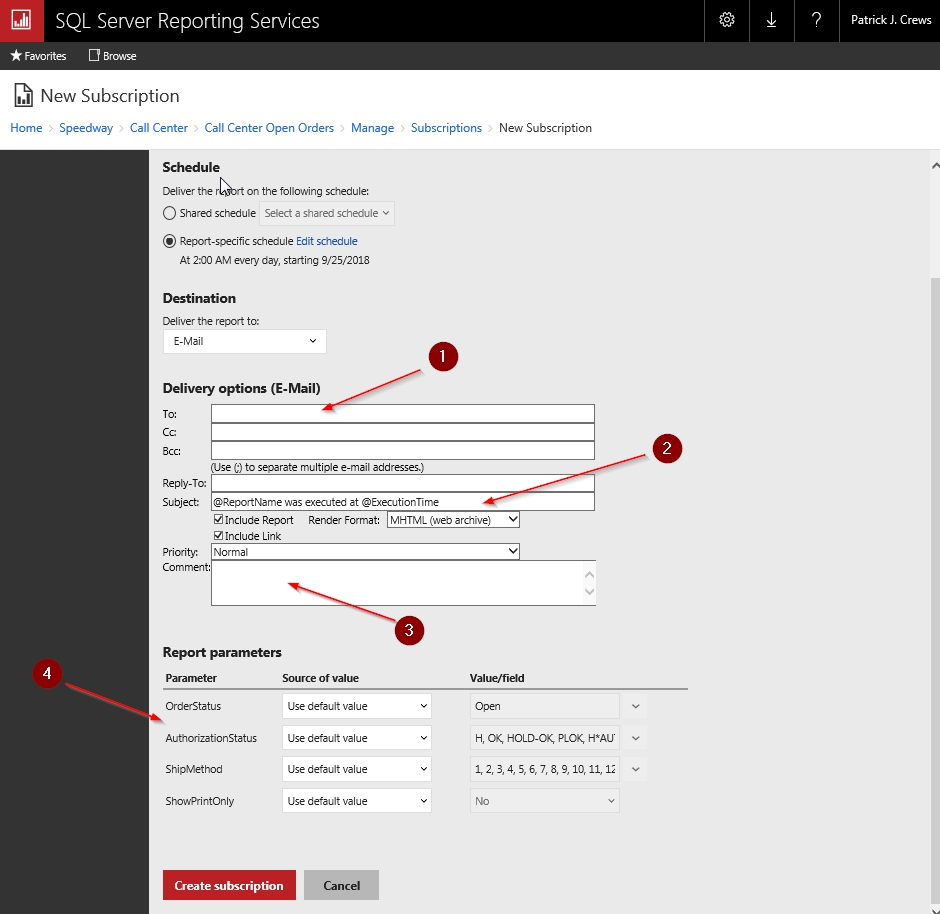 SQL Server Reporting Services
?
Patrick J. Crews
Favorites
Browse
New Subscription
Home > Speedway > Call Center > Call Center Open Orders > Manage > Subscriptions > New Subscription
Schedule
Deliver the report on the following schedule:
Shared schedule Select a shared schedule
Report-specific schedule Edit schedule
At 2:00 AM every day, starting 9/25/2018
Destination
Deliver the report to:
E-Mail
1
Delivery options (E-Mail)
To:
Cc:
Bcc:
2
(Use (;) to separate multiple e-mail addresses.)
Reply-To:
Subject: @ReportName was executed at @ExecutionTime
Include Report Render Format: MHTML (web archive)
Include Link
Priority: Normal
Comment:
3
Report parameters
4
Parameter Source of value Value/field
OrderStatus Use default value Open
AuthorizationStatus Use default value H, OK, HOLD-OK, PLOK, H*AUT
ShipMethod Use default value 1, 2, 3, 4, 5, 6, 7, 8, 9, 10, 11, 12
ShowPrintOnly Use default value No
Create subscription Cancel